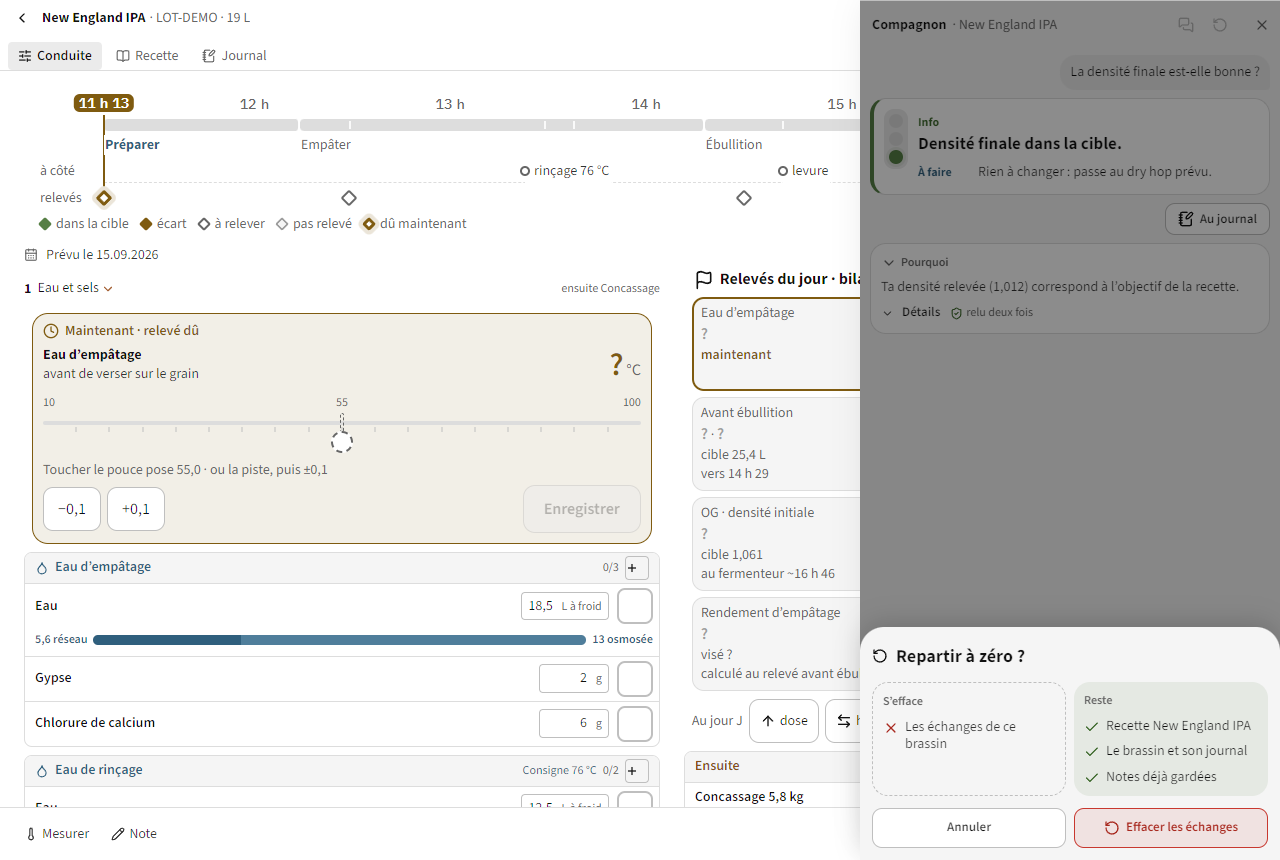 New England IPA · LOT-DEMO · 19 L
Conduite
Recette
Journal
11 h 13
12 h
13 h
14 h
15 h
Préparer
Empâter
Ébullition
à côté
rinçage 76 °C
levure
relevés
dans la cible
écart
à relever
pas relevé
dû maintenant
Prévu le 15.09.2026
1 Eau et sels
ensuite Concassage
Maintenant · relevé dû
Eau d’empâtage
avant de verser sur le grain
? °C
10
55
100
Toucher le pouce pose 55,0 · ou la piste, puis ±0,1
−0,1
+0,1
Enregistrer
Eau d’empâtage
0/3
+
Eau
18,5 L à froid
5,6 réseau
13 osmosée
Gypse
2 g
Chlorure de calcium
6 g
Eau de rinçage
Consigne 76 °C 0/2
+
Eau
12,5 L à froid
Mesurer
Note
Relevés du jour · bila
Eau d’empâtage
?
maintenant
Avant ébullition
? · ?
cible 25,4 L
vers 14 h 29
OG · densité initiale
?
cible 1,061
au fermenteur ~16 h 46
Rendement d’empâtage
?
visé ?
calculé au relevé avant ébu
Au jour J
dose
Ensuite
Concassage 5,8 kg
Compagnon · New England IPA
La densité finale est-elle bonne ?
Info
Densité finale dans la cible.
À faire
Rien à changer : passe au dry hop prévu.
Au journal
Pourquoi
Ta densité relevée (1,012) correspond à l’objectif de la recette.
Détails
relu deux fois
Repartir à zéro ?
S’efface
Les échanges de ce
brassin
Reste
Recette New England IPA
Le brassin et son journal
Notes déjà gardées
Annuler
Effacer les échanges